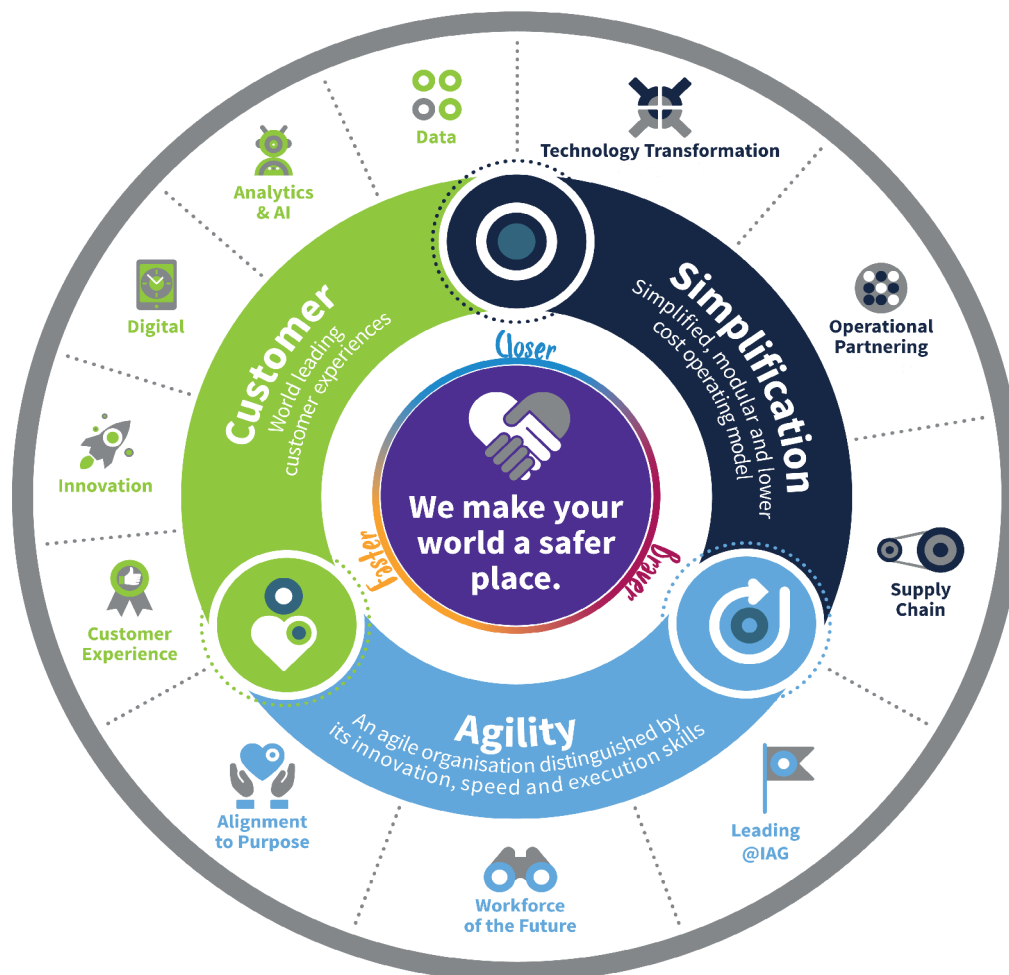 Data
Technology Transformation
Analytics
& AI
Digital
Innovation
Customer
Experience
Operational
Partnering
Supply
Chain
Customer
World leading
customer experiences
Simplification
Simplified, modular and lower
cost operating model
Closer
Faster
Braver
We make your
world a safer
place.
Agility
An agile organisation distinguished by
its innovation, speed and execution skills
Alignment
to Purpose
Workforce
of the Future
Leading
@IAG